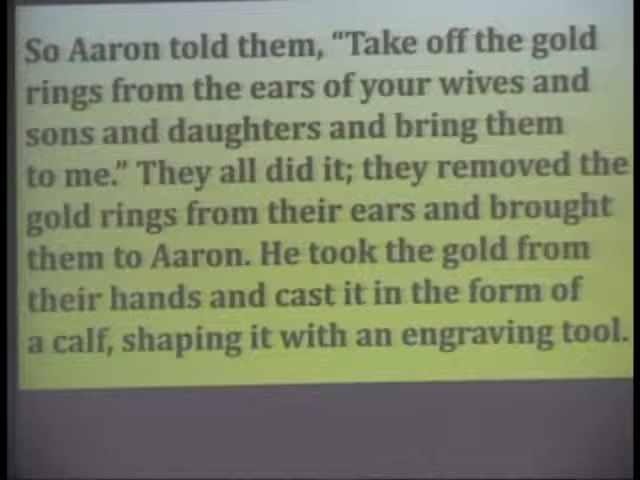 So Aaron told them, “Take off the gold
rings from the ears of your wives and
sons and daughters and bring them
to me.” They all did it; they removed the
gold rings from their ears and brought
them to Aaron. He took the gold from
their hands and cast it in the form of
a calf, shaping it with an engraving tool.